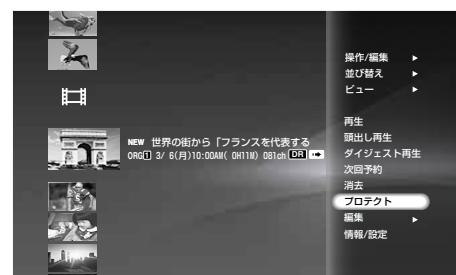 NEW 世界の街から「フランスを代表する
ORG1 3/ 6(月)10:00AM( 0H11M) 081ch DR
操作/編集
並び替え
ビュー
再生
頭出し再生
ダイジェスト再生
次回予約
消去
プロテクト
編集
情報/設定